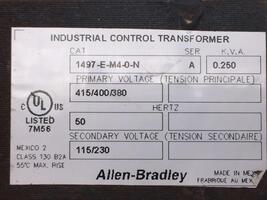 INDUSTRIAL CONTROL TRANSFORMER
CAT SER K.V.A.
1497-E-M4-0-N A 0.250
PRIMARY VOLTAGE (TENSION PRINCIPALE)
415/400/380
HERTZ
50
UL
LISTED
7M56
SECONDARY VOLTAGE (TENSION SECONDAIRE)
115/230
MEXICO 2
CLASS 130 B2A
55°C MAX. RISE
Allen-Bradley
MADE IN MEX
FRABRIQUE AU MEX